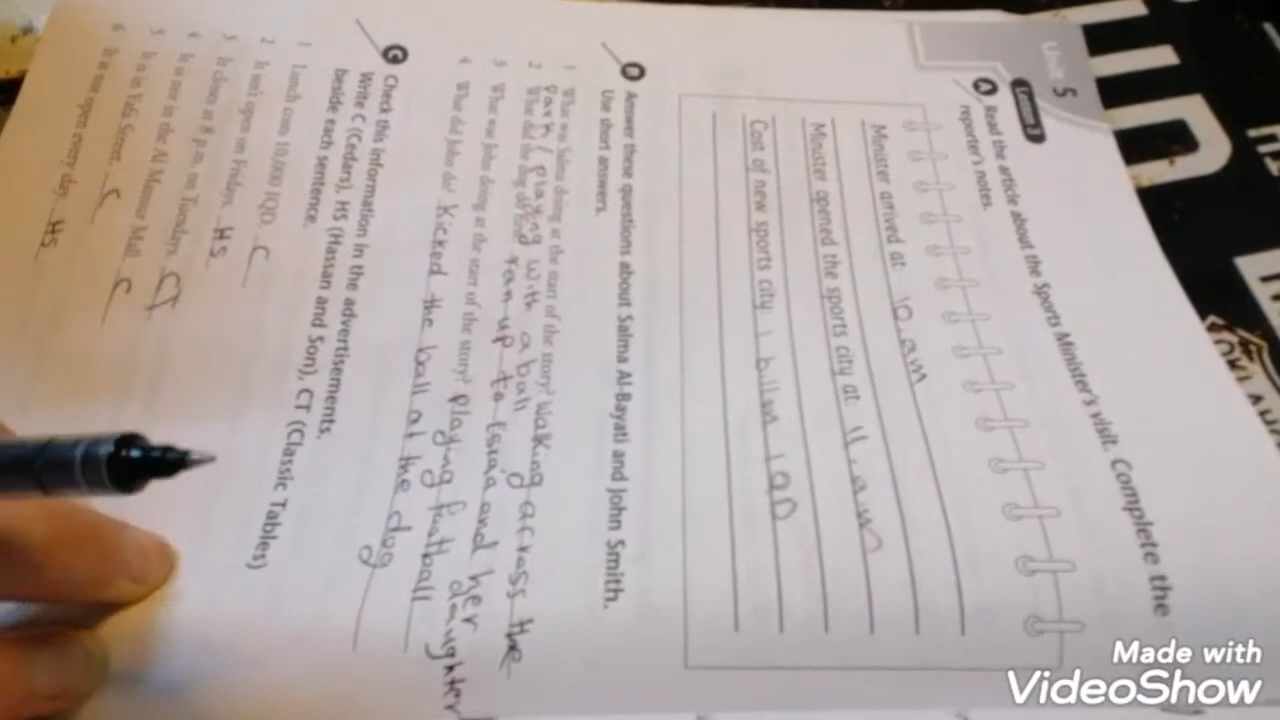 Unit 5
Lesson 3
A Read the article about the Sports Minister's visit. Complete the
reporter's notes.
Minister arrived at: 10 am
Minister opened the sports city at: 11 am
Cost of new sports city: 1 IQD
B Answer these questions about Salma Al-Bayati and John Smith.
Use short answers.
1 What was Salma doing at the start of the story? Waking across the
park / playing with a ball
2 What did the dog do? ran up to and her daughter
3 What was John doing at the start of the story? playing football
4 What did John do? kicked the ball at the dog
C Check this information in the advertisements.
Write C (Cedars), HS (Hassan and Son), CT (Classic Tables)
beside each sentence.
1 Lunch costs 10,000 IQD. C
2 It isn't open on Fridays. HS
3 It closes at 8 p.m. on Tuesdays. CT
4 It is not in the Al Mansour Mall. C
5 It is in Yafa Street. C
6 It is not open every day. HS
Made with
VideoShow